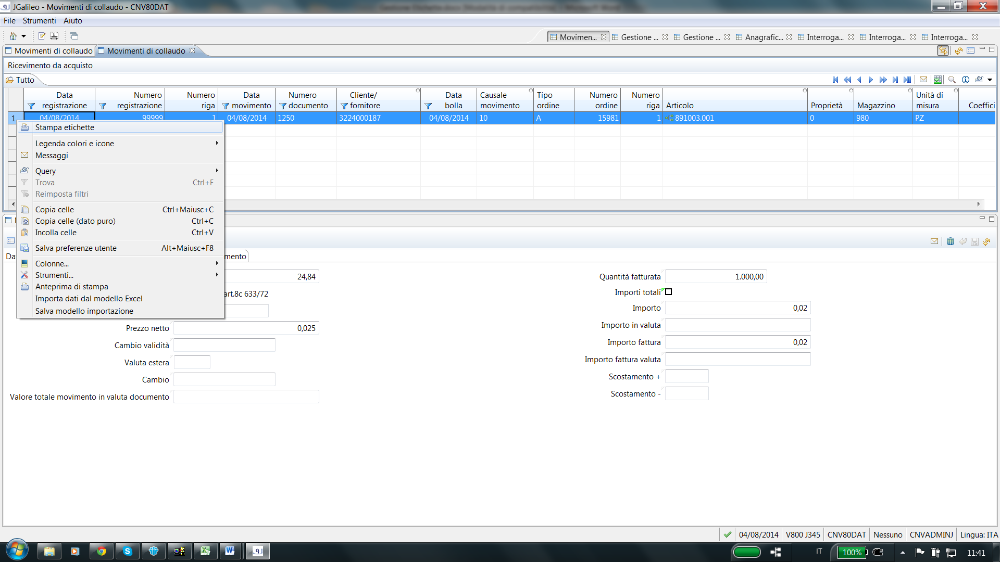 JGalileo - Movimenti di collaudo - CNV80DAT
File Strumenti Aiuto
Movimen... Gestione ... Gestione ... Anagrafic... Interroga... Interroga... Interroga...
Movimenti di collaudo Movimenti di collaudo
Ricevimento da acquisto
Tutto
Data registrazione Numero registrazione Numero riga Data movimento Numero documento Cliente/ fornitore Data bolla Causale movimento Tipo ordine Numero ordine Numero riga Articolo Proprietà Magazzino Unità di misura Coeffici
1 04/08/2014 99999 1 04/08/2014 1250 3224000187 04/08/2014 10 A 15981 1 891003.001 0 980 PZ
Stampa etichette
Legenda colori e icone
Messaggi
Query
Trova Ctrl+F
Reimposta filtri
Copia celle Ctrl+Maiusc+C
Copia celle (dato puro) Ctrl+C
Incolla celle Ctrl+V
Salva preferenze utente Alt+Maiusc+F8
Colonne...
Strumenti...
Anteprima di stampa
Importa dati dal modello Excel
Salva modello importazione
Da mento
24,84
art.8c 633/72
Prezzo netto 0,025
Cambio validità
Valuta estera
Cambio
Valore totale movimento in valuta documento
Quantità fatturata 1.000,00
Importi totali
Importo 0,02
Importo in valuta
Importo fattura 0,02
Importo fattura valuta
Scostamento +
Scostamento -
04/08/2014 V800 J345 CNV80DAT Nessuno CNVADMINJ Lingua: ITA
IT 100% 11:41